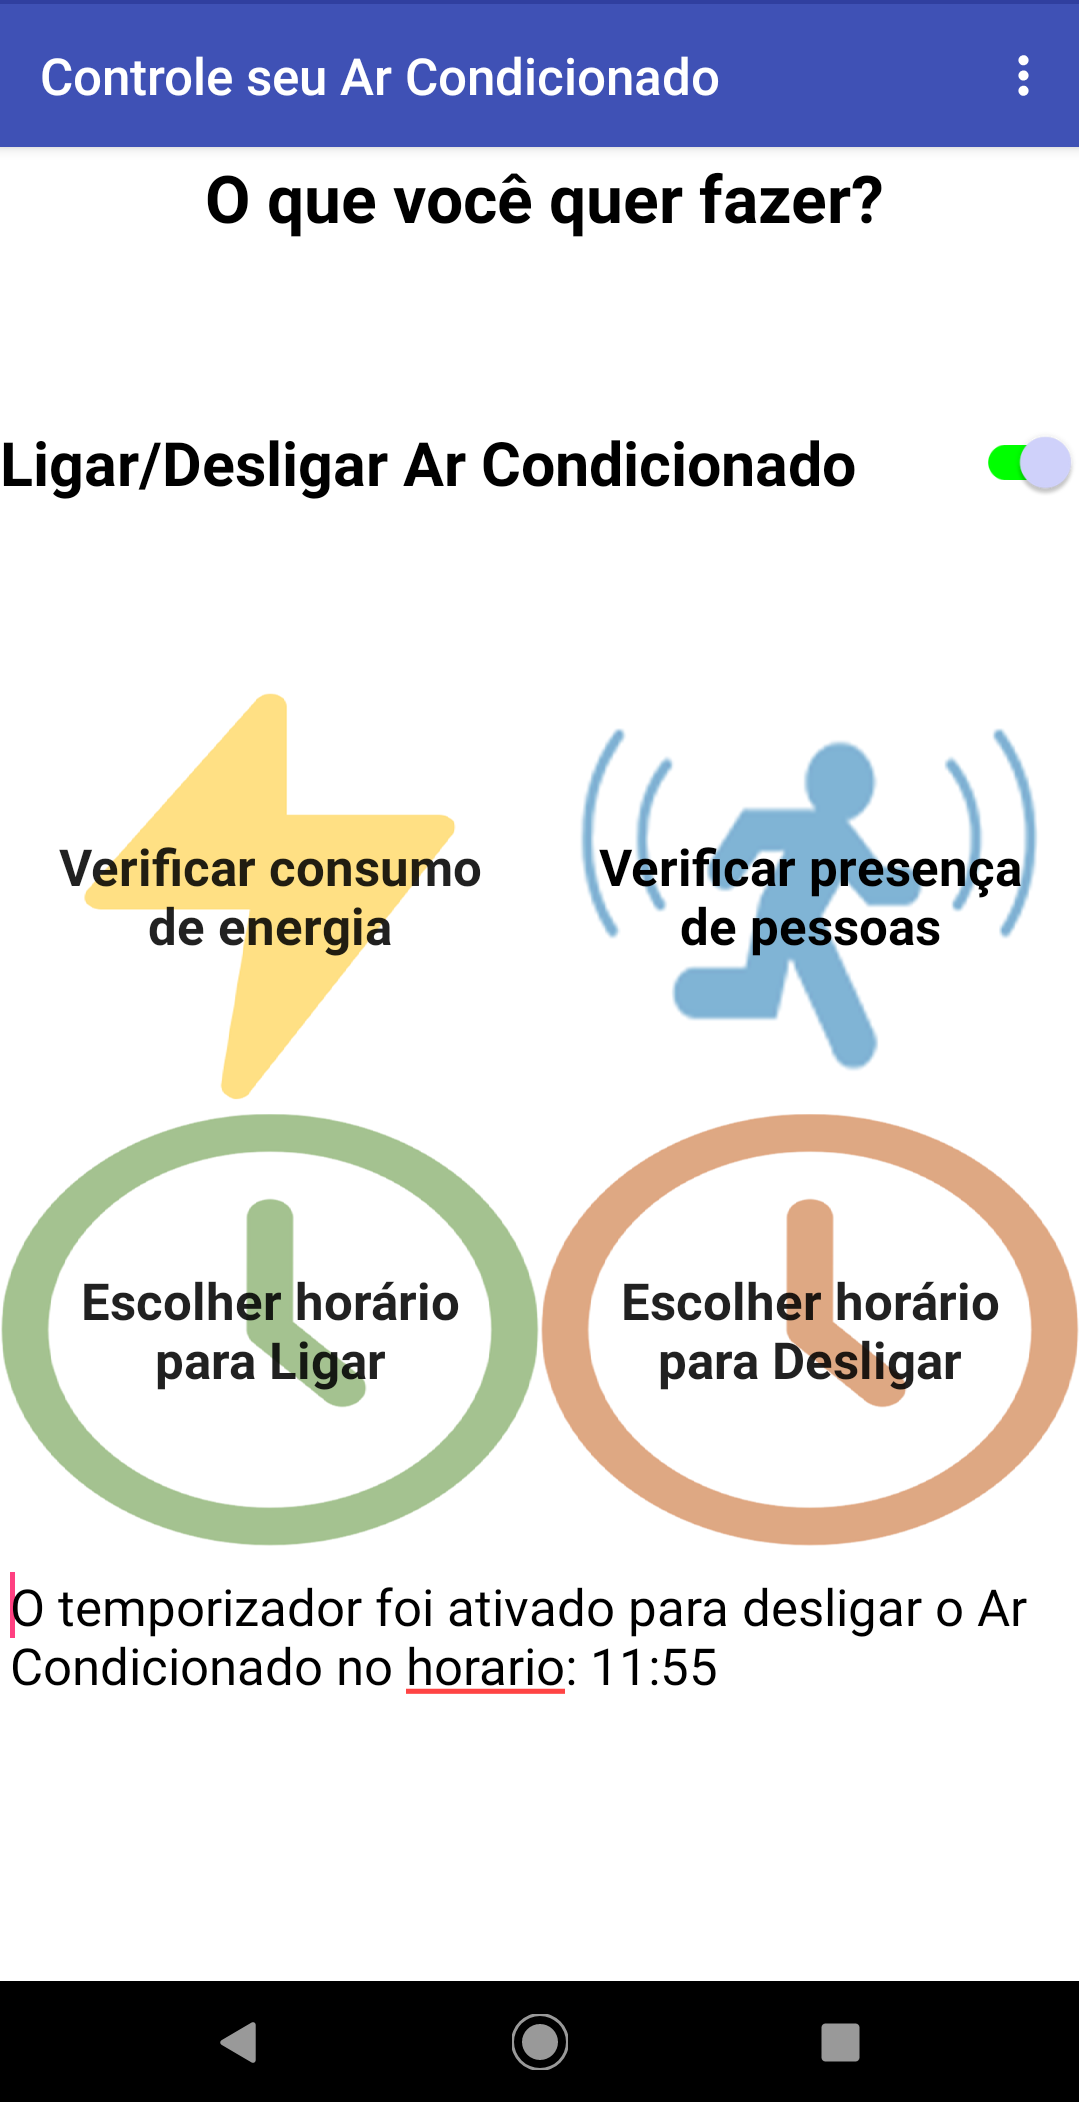 Controle seu Ar Condicionado
O que você quer fazer?
Ligar/Desligar Ar Condicionado
Verificar consumo
de energia
Verificar presença
de pessoas
Escolher horário
para Ligar
Escolher horário
para Desligar
O temporizador foi ativado para desligar o Ar
Condicionado no horario: 11:55